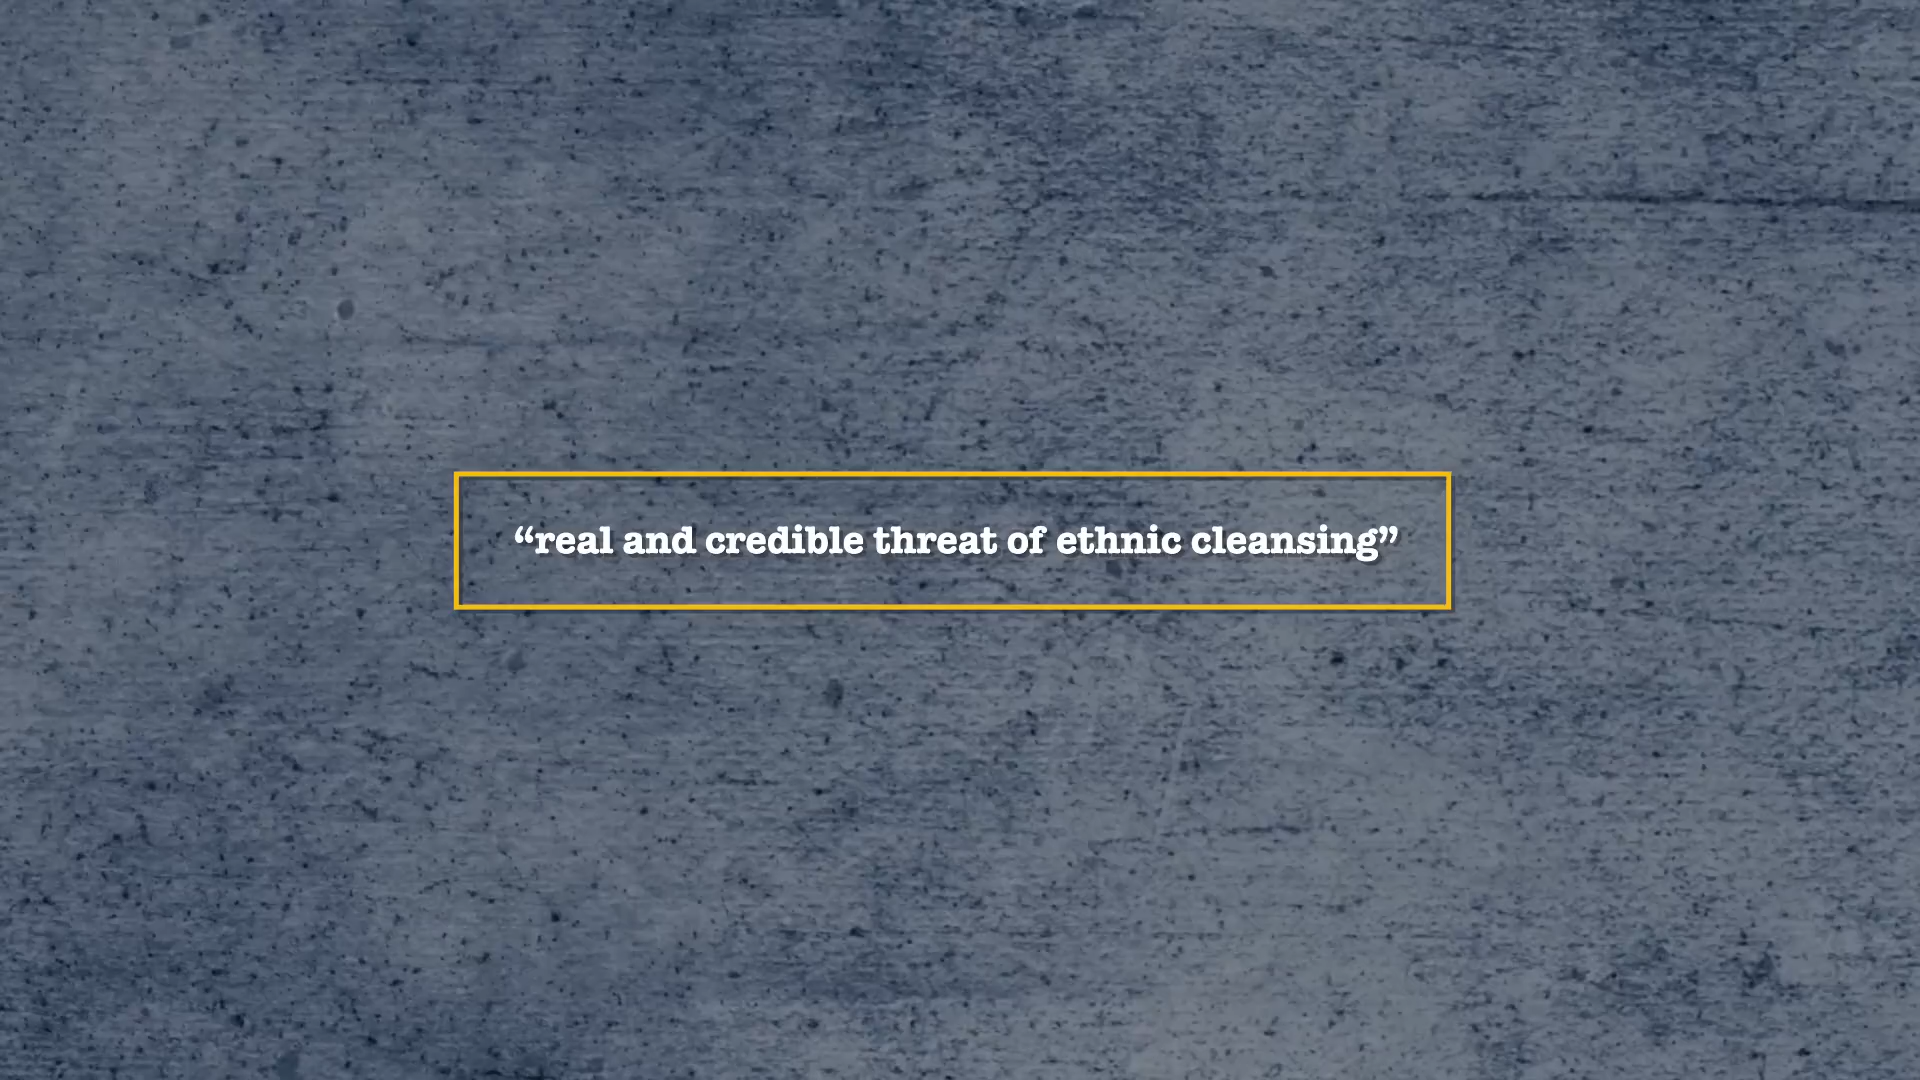 “real and credible threat of ethnic cleansing”